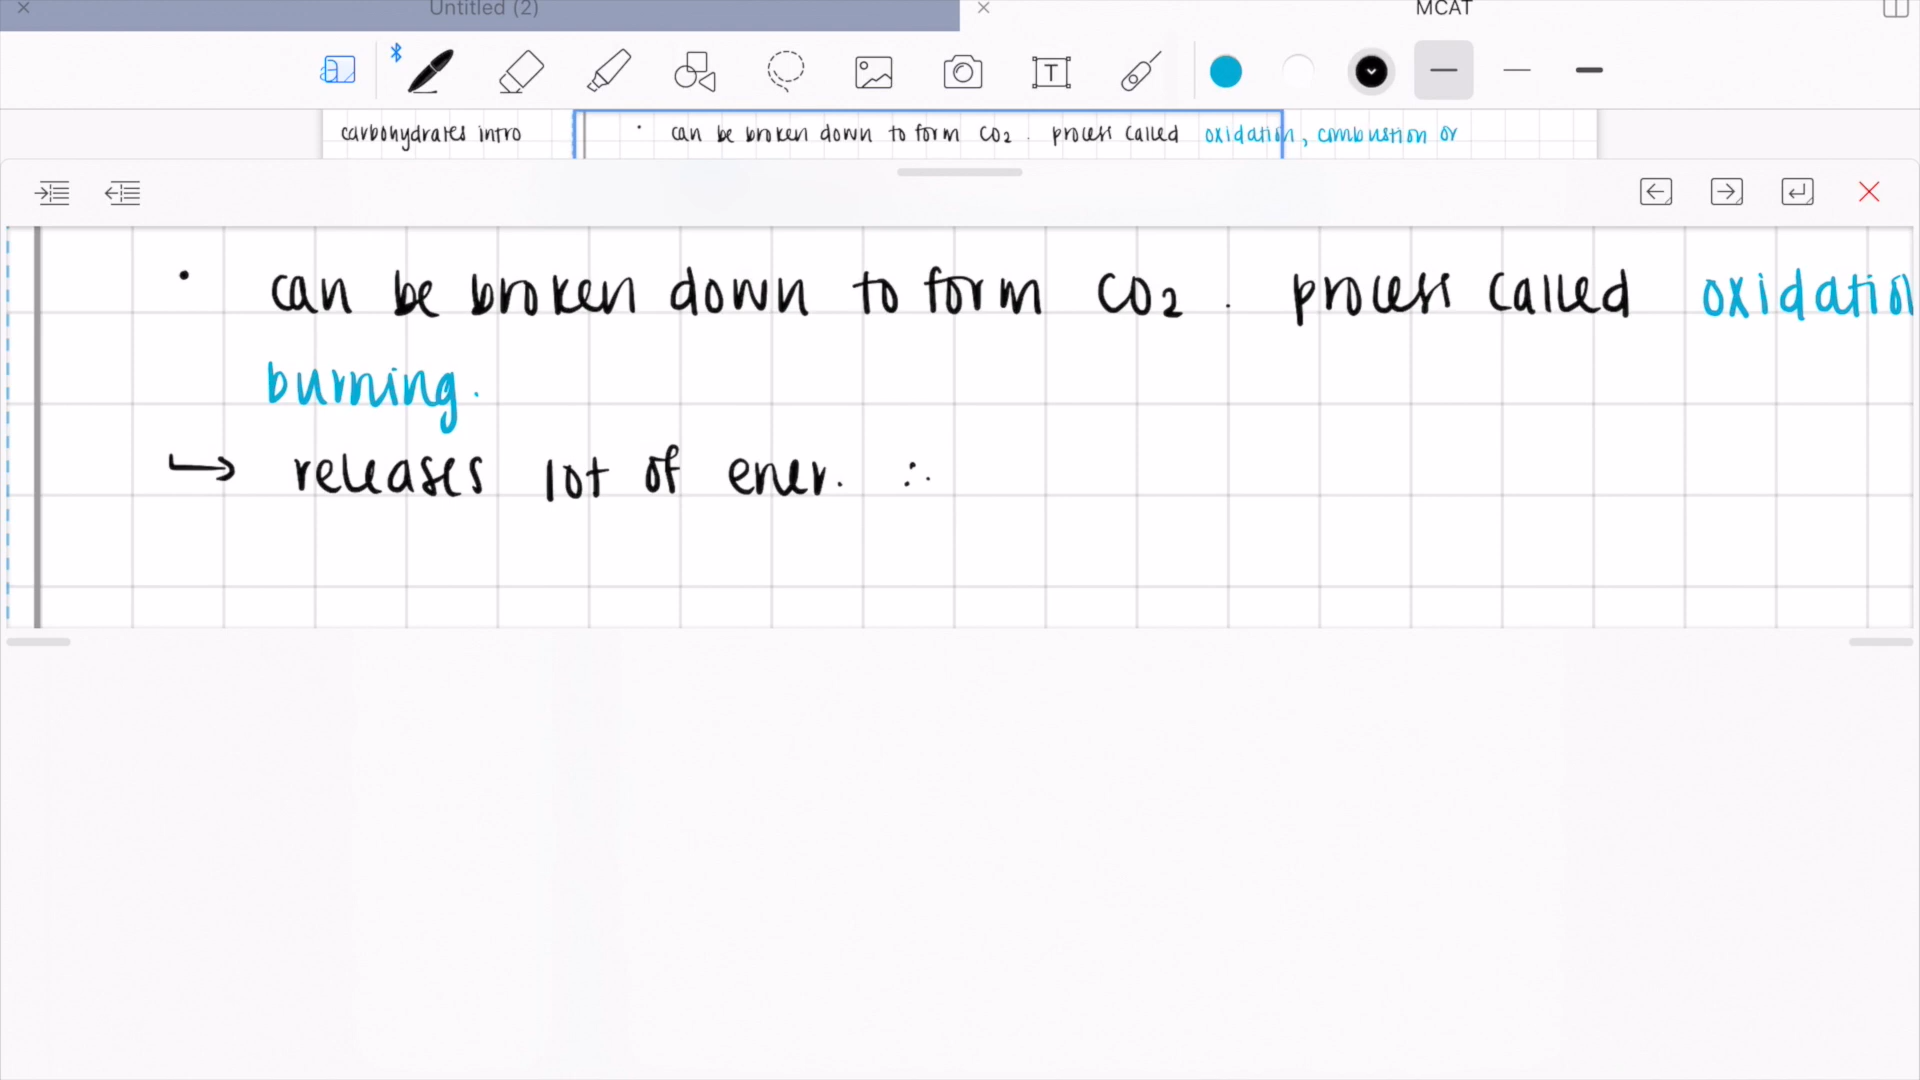 Untitled (2)
MCAT
carbohydrates intro
· can be broken down to form CO2. process called oxidation, combustion or
· can be broken down to form CO2. process called oxidation
burning.
↳ releases lot of ener. ∴